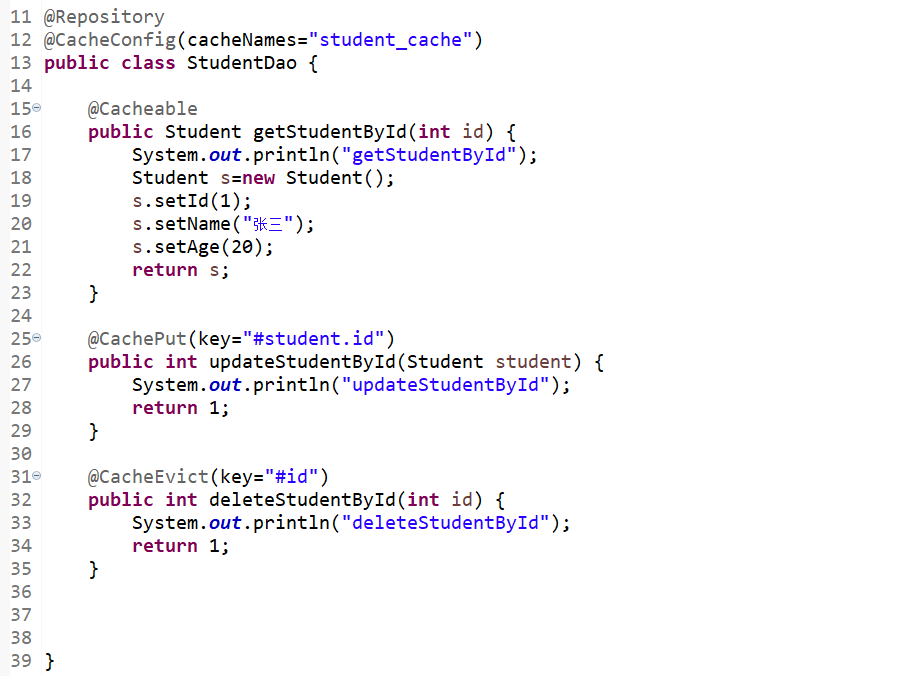 11 @Repository
12 @CacheConfig(cacheNames="student_cache")
13 public class StudentDao {
14
15 @Cacheable
16 public Student getStudentById(int id) {
17 System.out.println("getStudentById");
18 Student s=new Student();
19 s.setId(1);
20 s.setName("张三");
21 s.setAge(20);
22 return s;
23 }
24
25 @CachePut(key="#student.id")
26 public int updateStudentById(Student student) {
27 System.out.println("updateStudentById");
28 return 1;
29 }
30
31 @CacheEvict(key="#id")
32 public int deleteStudentById(int id) {
33 System.out.println("deleteStudentById");
34 return 1;
35 }
36
37
38
39 }